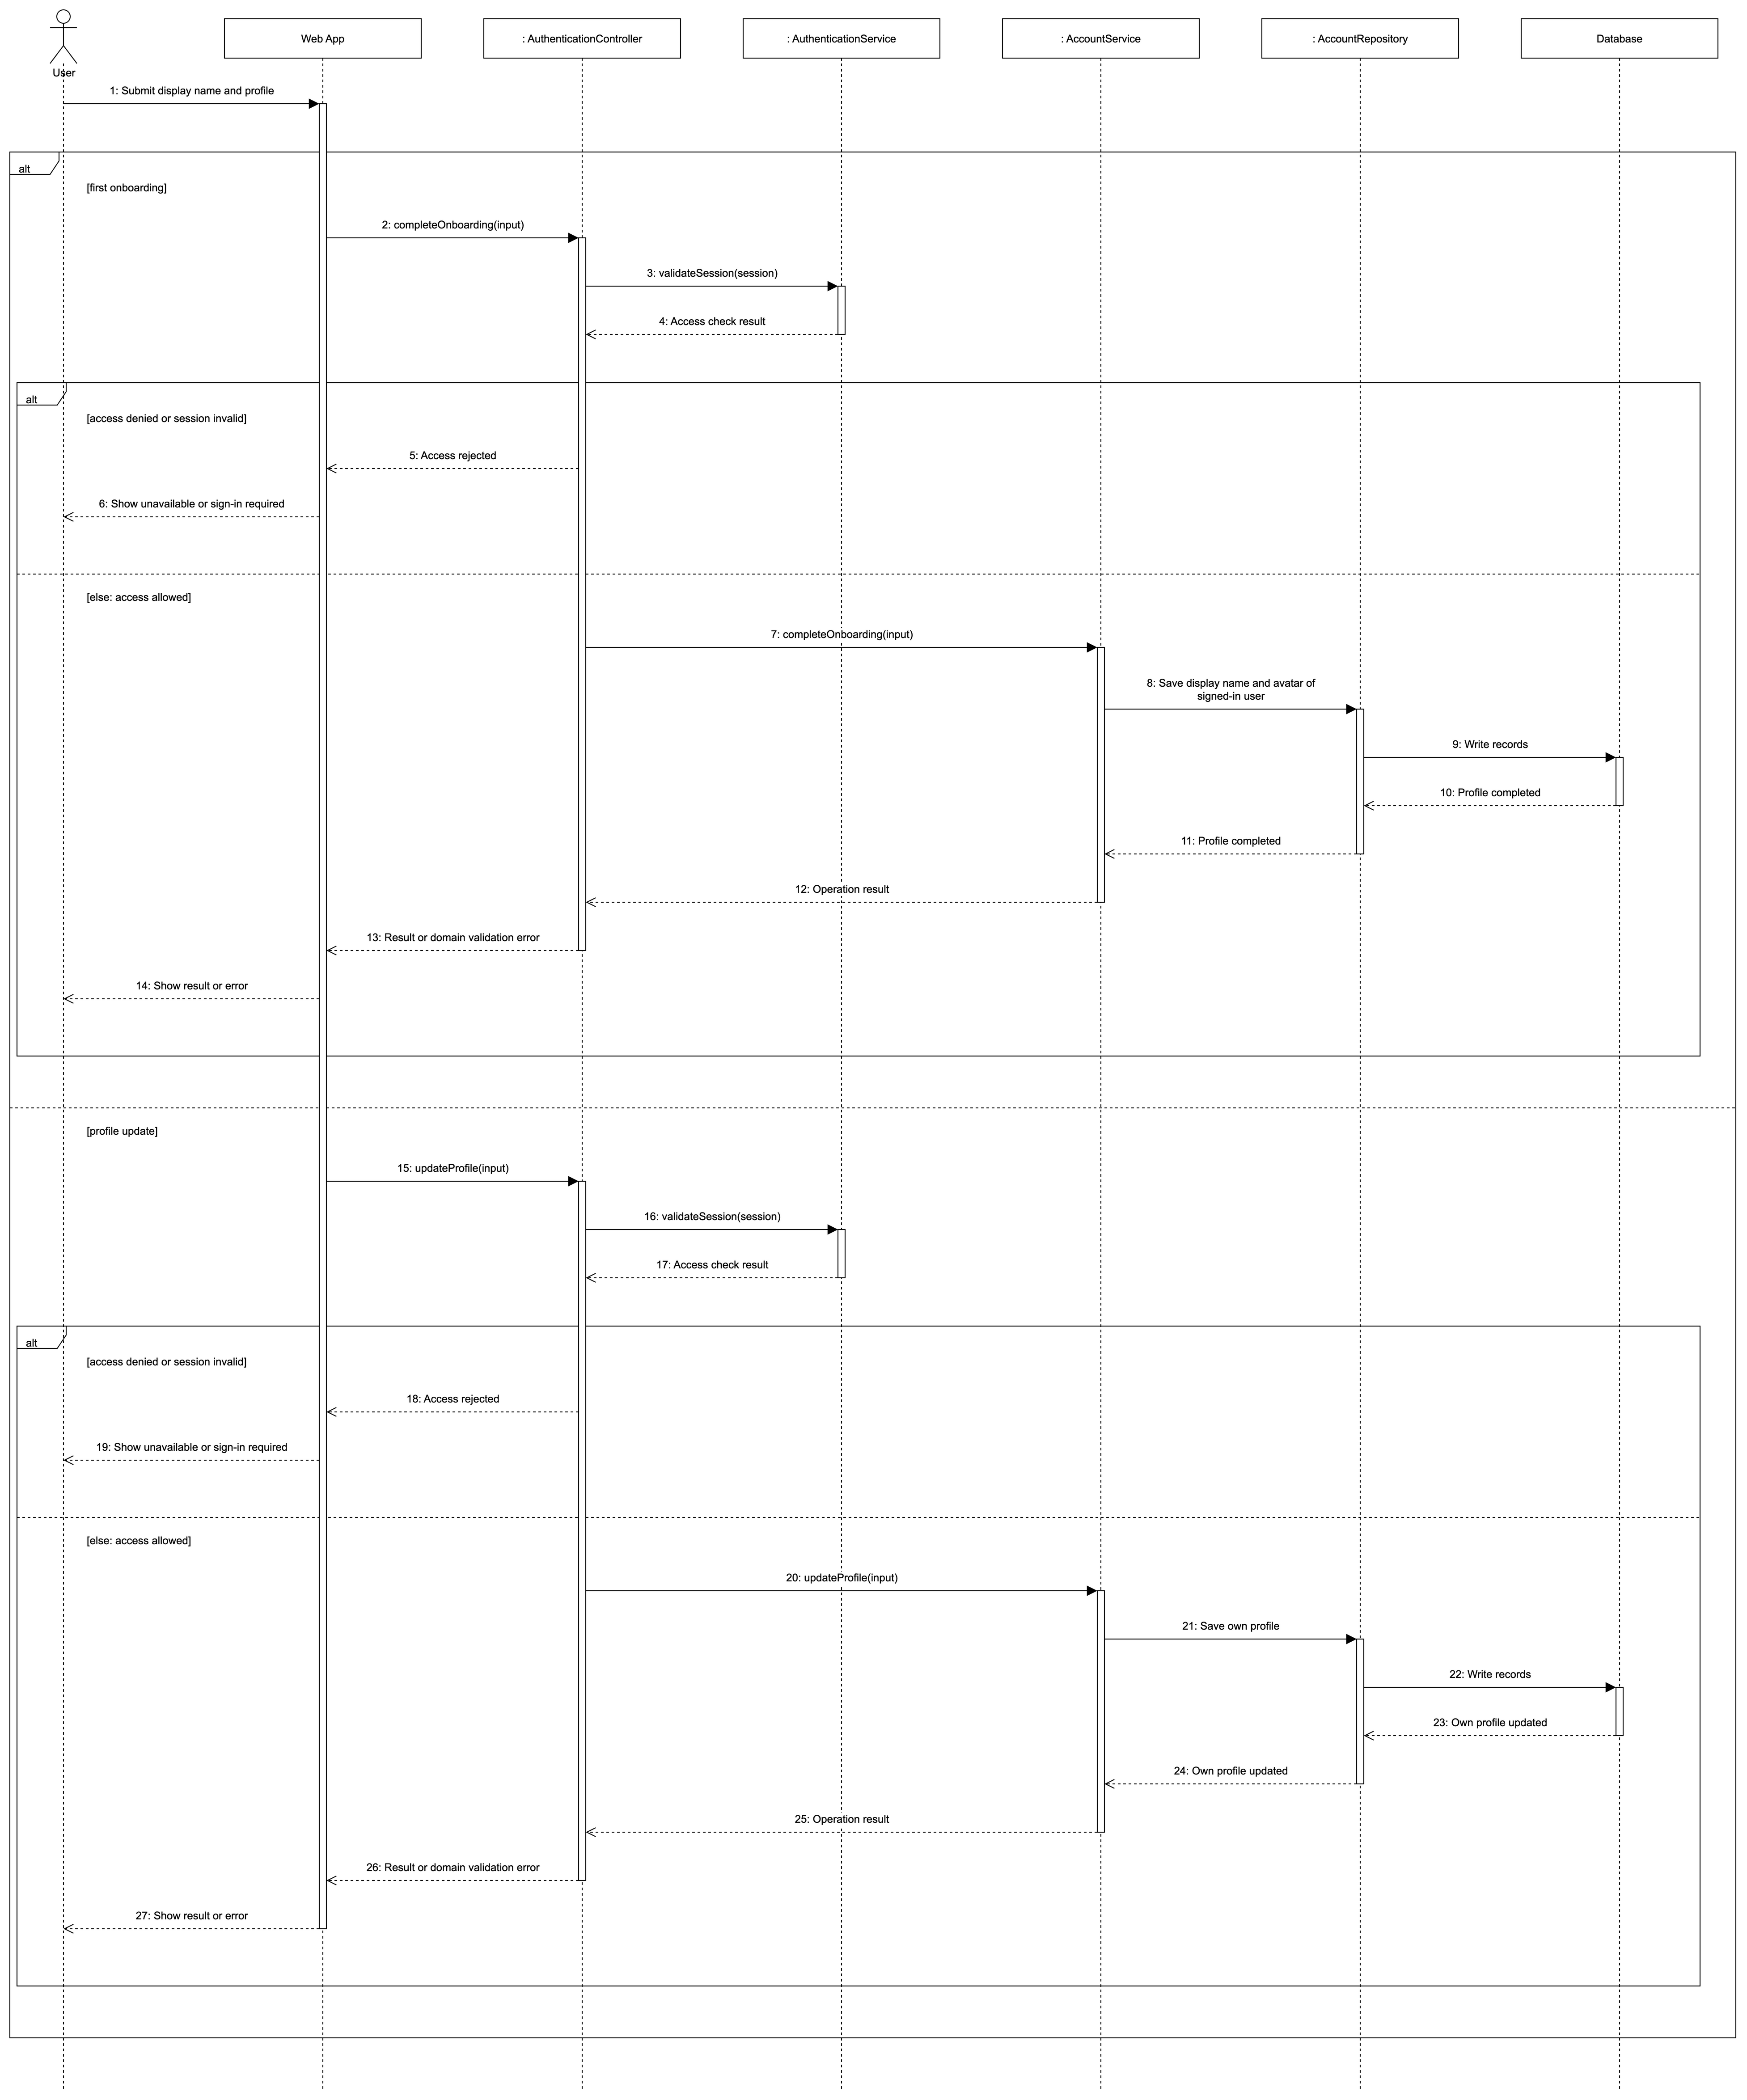 User
Web App
: AuthenticationController
: AuthenticationService
: AccountService
: AccountRepository
Database
1: Submit display name and profile
alt
[first onboarding]
2: completeOnboarding(input)
3: validateSession(session)
4: Access check result
alt
[access denied or session invalid]
5: Access rejected
6: Show unavailable or sign-in required
[else: access allowed]
7: completeOnboarding(input)
8: Save display name and avatar of
signed-in user
9: Write records
10: Profile completed
11: Profile completed
12: Operation result
13: Result or domain validation error
14: Show result or error
[profile update]
15: updateProfile(input)
16: validateSession(session)
17: Access check result
alt
[access denied or session invalid]
18: Access rejected
19: Show unavailable or sign-in required
[else: access allowed]
20: updateProfile(input)
21: Save own profile
22: Write records
23: Own profile updated
24: Own profile updated
25: Operation result
26: Result or domain validation error
27: Show result or error